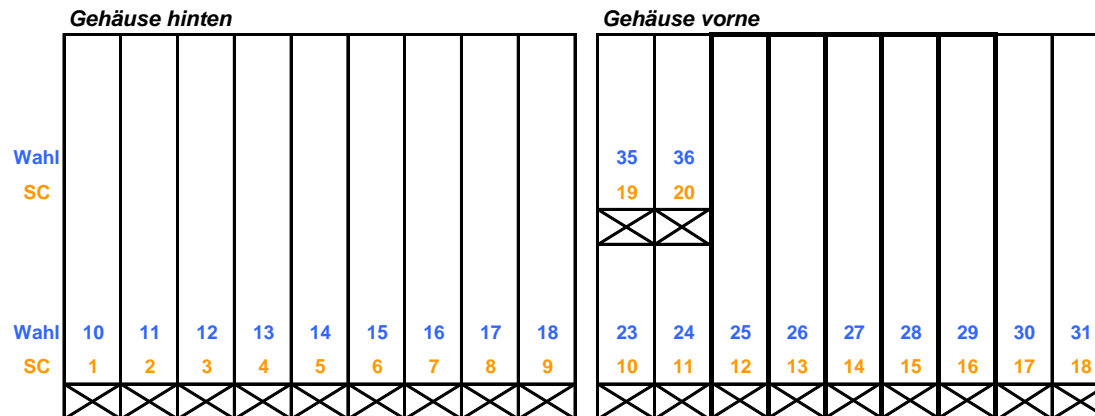 Gehäuse hinten Gehäuse vorne
Wahl 35 36
SC 19 20
Wahl 10 11 12 13 14 15 16 17 18 23 24 25 26 27 28 29 30 31
SC 1 2 3 4 5 6 7 8 9 10 11 12 13 14 15 16 17 18